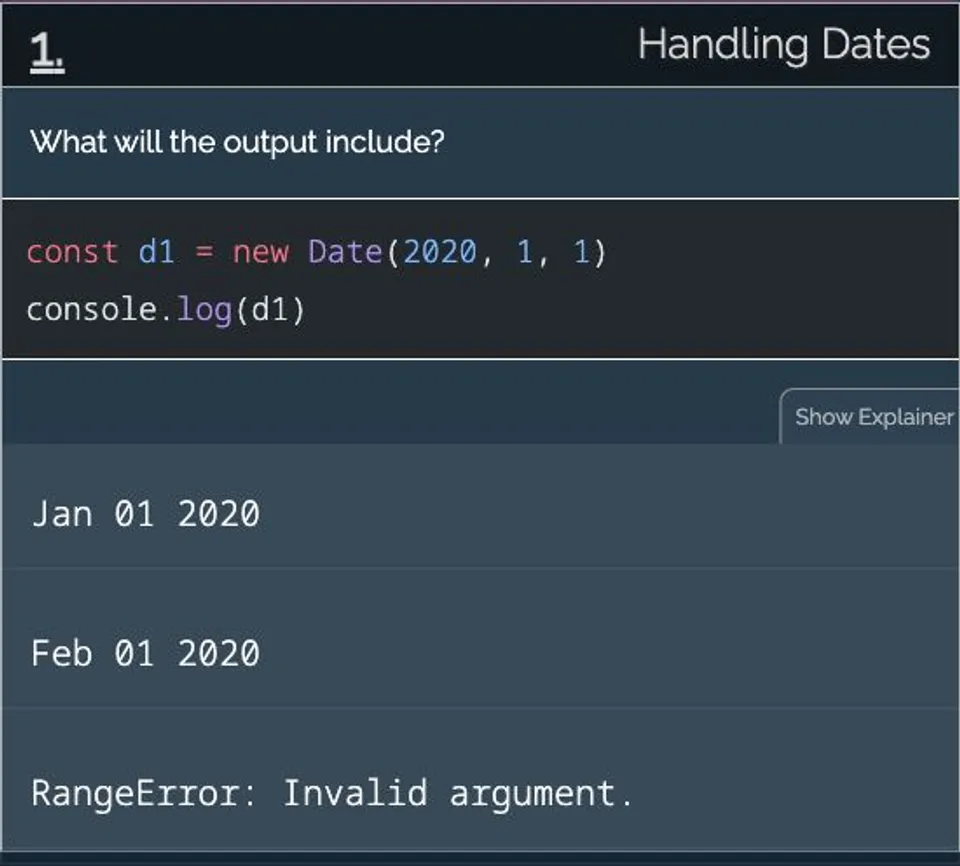 1.
Handling Dates
What will the output include?
const d1 = new Date(2020, 1, 1)
console.log(d1)
Show Explainer
Jan 01 2020
Feb 01 2020
RangeError: Invalid argument.